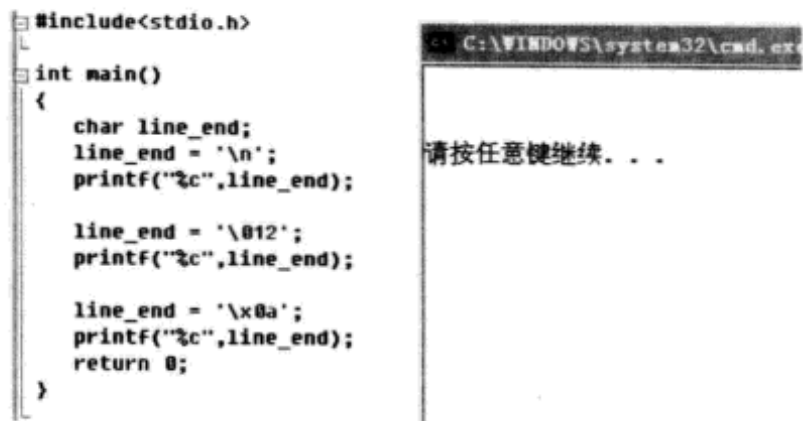 #include<stdio.h>
int main()
{
char line_end;
line_end = '\n';
printf("%c",line_end);
line_end = '\012';
printf("%c",line_end);
line_end = '\x0a';
printf("%c",line_end);
return 0;
}
C:\WINDOWS\system32\cmd.exe
请按任意键继续. . .